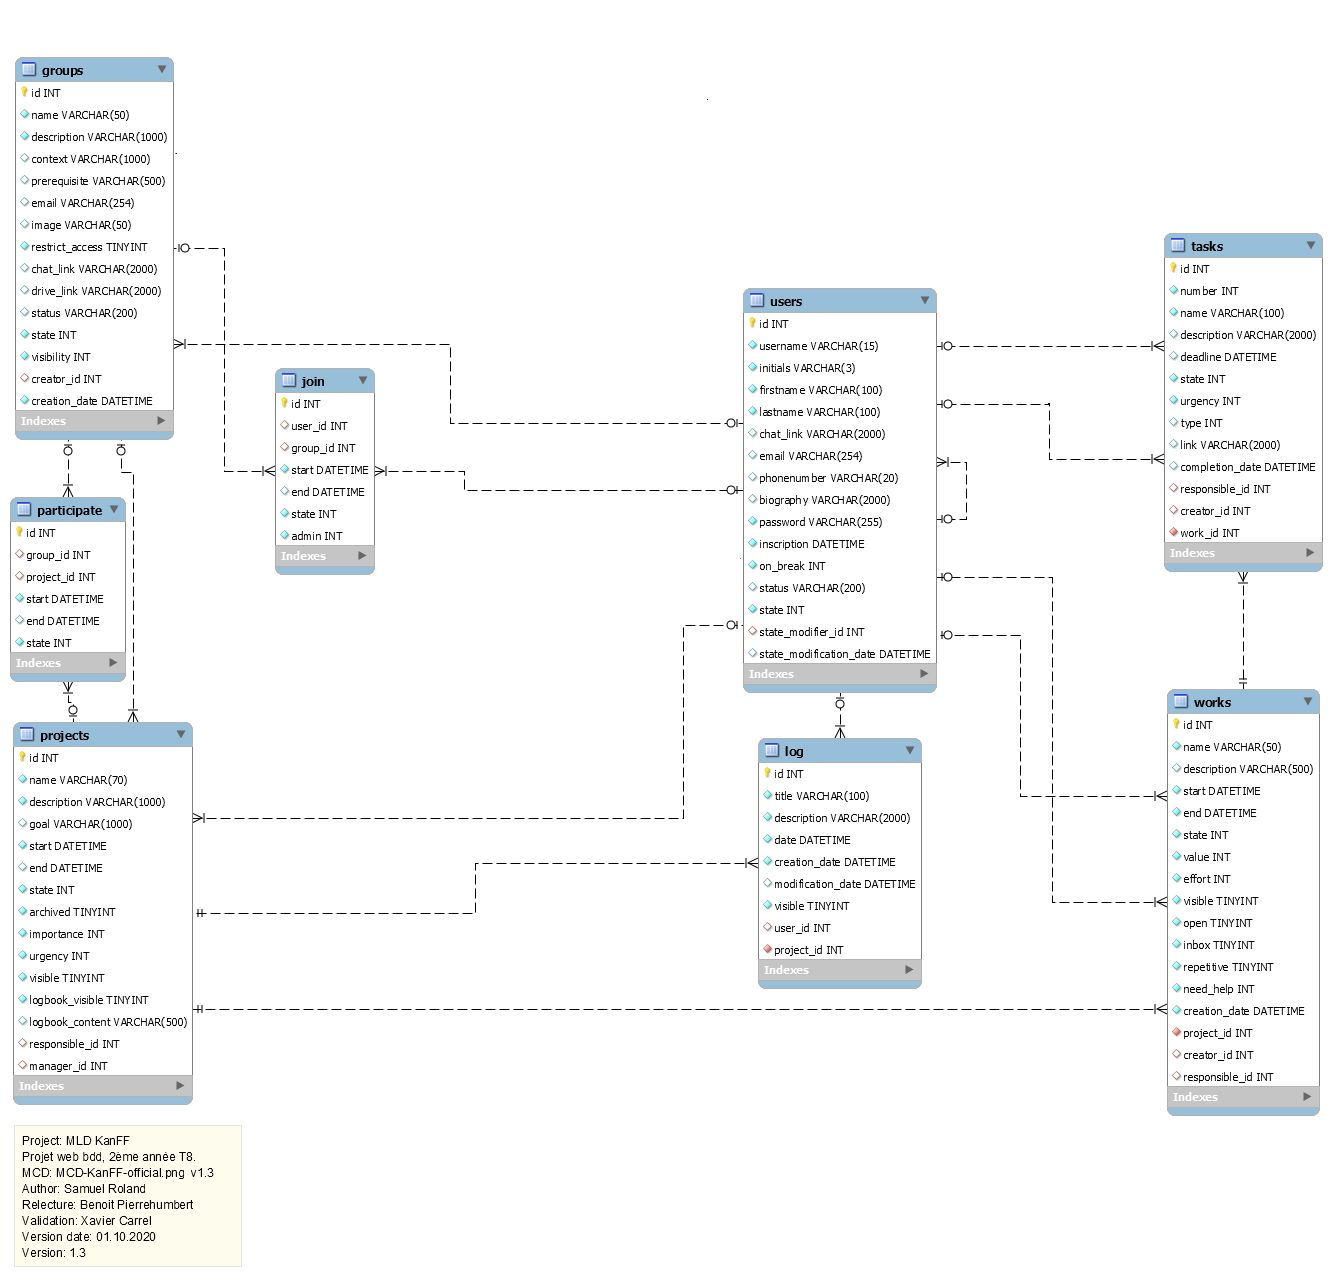 groups
id INT
name VARCHAR(50)
description VARCHAR(1000)
context VARCHAR(1000)
prerequisite VARCHAR(500)
email VARCHAR(254)
image VARCHAR(50)
restrict_access TINYINT
chat_link VARCHAR(2000)
drive_link VARCHAR(2000)
status VARCHAR(200)
state INT
visibility INT
creator_id INT
creation_date DATETIME
Indexes
join
id INT
user_id INT
group_id INT
start DATETIME
end DATETIME
state INT
admin INT
Indexes
participate
id INT
group_id INT
project_id INT
start DATETIME
end DATETIME
state INT
Indexes
projects
id INT
name VARCHAR(70)
description VARCHAR(1000)
goal VARCHAR(1000)
start DATETIME
end DATETIME
state INT
archived TINYINT
importance INT
urgency INT
visible TINYINT
logbook_visible TINYINT
logbook_content VARCHAR(500)
responsible_id INT
manager_id INT
Indexes
users
id INT
username VARCHAR(15)
initials VARCHAR(3)
firstname VARCHAR(100)
lastname VARCHAR(100)
chat_link VARCHAR(2000)
email VARCHAR(254)
phonenumber VARCHAR(20)
biography VARCHAR(2000)
password VARCHAR(255)
inscription DATETIME
on_break INT
status VARCHAR(200)
state INT
state_modifier_id INT
state_modification_date DATETIME
Indexes
log
id INT
title VARCHAR(100)
description VARCHAR(2000)
date DATETIME
creation_date DATETIME
modification_date DATETIME
visible TINYINT
user_id INT
project_id INT
Indexes
tasks
id INT
number INT
name VARCHAR(100)
description VARCHAR(2000)
deadline DATETIME
state INT
urgency INT
type INT
link VARCHAR(2000)
completion_date DATETIME
responsible_id INT
creator_id INT
work_id INT
Indexes
works
id INT
name VARCHAR(50)
description VARCHAR(500)
start DATETIME
end DATETIME
state INT
value INT
effort INT
visible TINYINT
open TINYINT
inbox TINYINT
repetitive TINYINT
need_help INT
creation_date DATETIME
project_id INT
creator_id INT
responsible_id INT
Indexes
Project: MLD KanFF
Projet web bdd, 2ème année T8.
MCD: MCD-KanFF-official.png v1.3
Author: Samuel Roland
Relecture: Benoit Pierrehumbert
Validation: Xavier Carrel
Version date: 01.10.2020
Version: 1.3